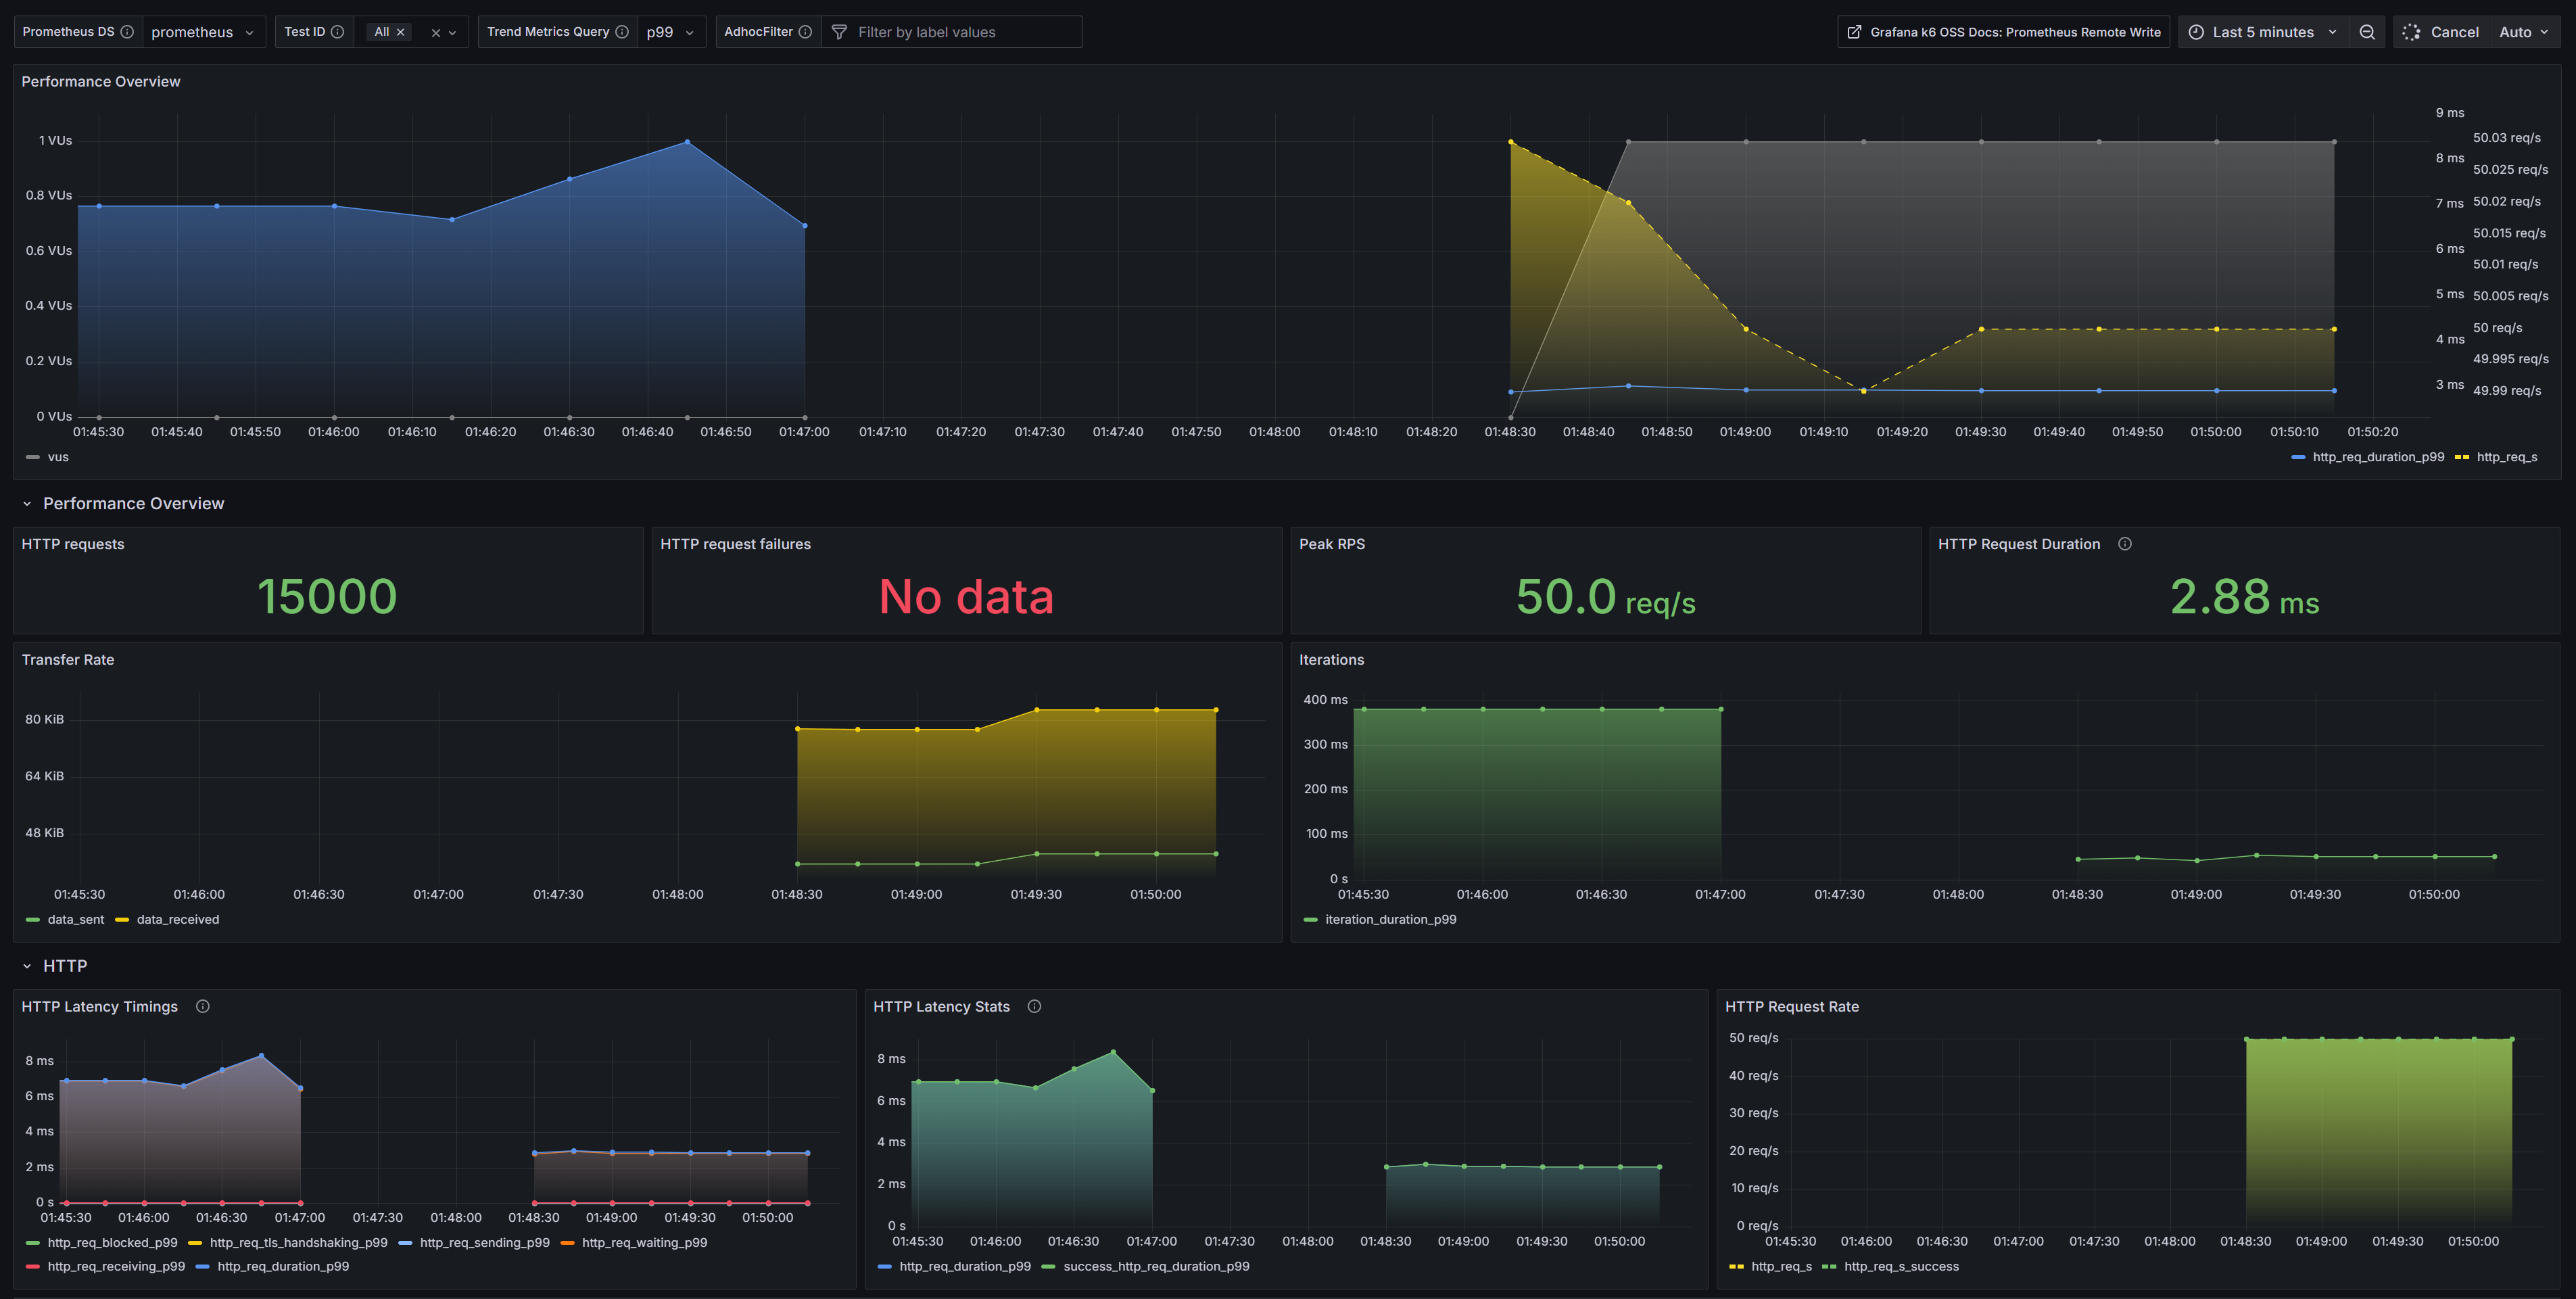 Prometheus DS prometheus Test ID All Trend Metrics Query p99 AdhocFilter Filter by label values Grafana k6 OSS Docs: Prometheus Remote Write Last 5 minutes Cancel Auto
Performance Overview
9 ms
1 VUs 50.03 req/s
8 ms 50.025 req/s
0.8 VUs 7 ms 50.02 req/s
50.015 req/s
0.6 VUs 6 ms 50.01 req/s
0.4 VUs 5 ms 50.005 req/s
50 req/s
0.2 VUs 4 ms 49.995 req/s
3 ms 49.99 req/s
0 VUs
01:45:30 01:45:40 01:45:50 01:46:00 01:46:10 01:46:20 01:46:30 01:46:40 01:46:50 01:47:00 01:47:10 01:47:20 01:47:30 01:47:40 01:47:50 01:48:00 01:48:10 01:48:20 01:48:30 01:48:40 01:48:50 01:49:00 01:49:10 01:49:20 01:49:30 01:49:40 01:49:50 01:50:00 01:50:10 01:50:20
vus http_req_duration_p99 http_req_s
Performance Overview
HTTP requests
15000
HTTP request failures
No data
Peak RPS
50.0 req/s
HTTP Request Duration
2.88 ms
Transfer Rate
80 KiB
64 KiB
48 KiB
01:45:30 01:46:00 01:46:30 01:47:00 01:47:30 01:48:00 01:48:30 01:49:00 01:49:30 01:50:00
data_sent data_received
Iterations
400 ms
300 ms
200 ms
100 ms
0 s
01:45:30 01:46:00 01:46:30 01:47:00 01:47:30 01:48:00 01:48:30 01:49:00 01:49:30 01:50:00
iteration_duration_p99
HTTP
HTTP Latency Timings
8 ms
6 ms
4 ms
2 ms
0 s
01:45:30 01:46:00 01:46:30 01:47:00 01:47:30 01:48:00 01:48:30 01:49:00 01:49:30 01:50:00
http_req_blocked_p99 http_req_tls_handshaking_p99 http_req_sending_p99 http_req_waiting_p99
http_req_receiving_p99 http_req_duration_p99
HTTP Latency Stats
8 ms
6 ms
4 ms
2 ms
0 s
01:45:30 01:46:00 01:46:30 01:47:00 01:47:30 01:48:00 01:48:30 01:49:00 01:49:30 01:50:00
http_req_duration_p99 success_http_req_duration_p99
HTTP Request Rate
50 req/s
40 req/s
30 req/s
20 req/s
10 req/s
0 req/s
01:45:30 01:46:00 01:46:30 01:47:00 01:47:30 01:48:00 01:48:30 01:49:00 01:49:30 01:50:00
http_req_s http_req_s_success